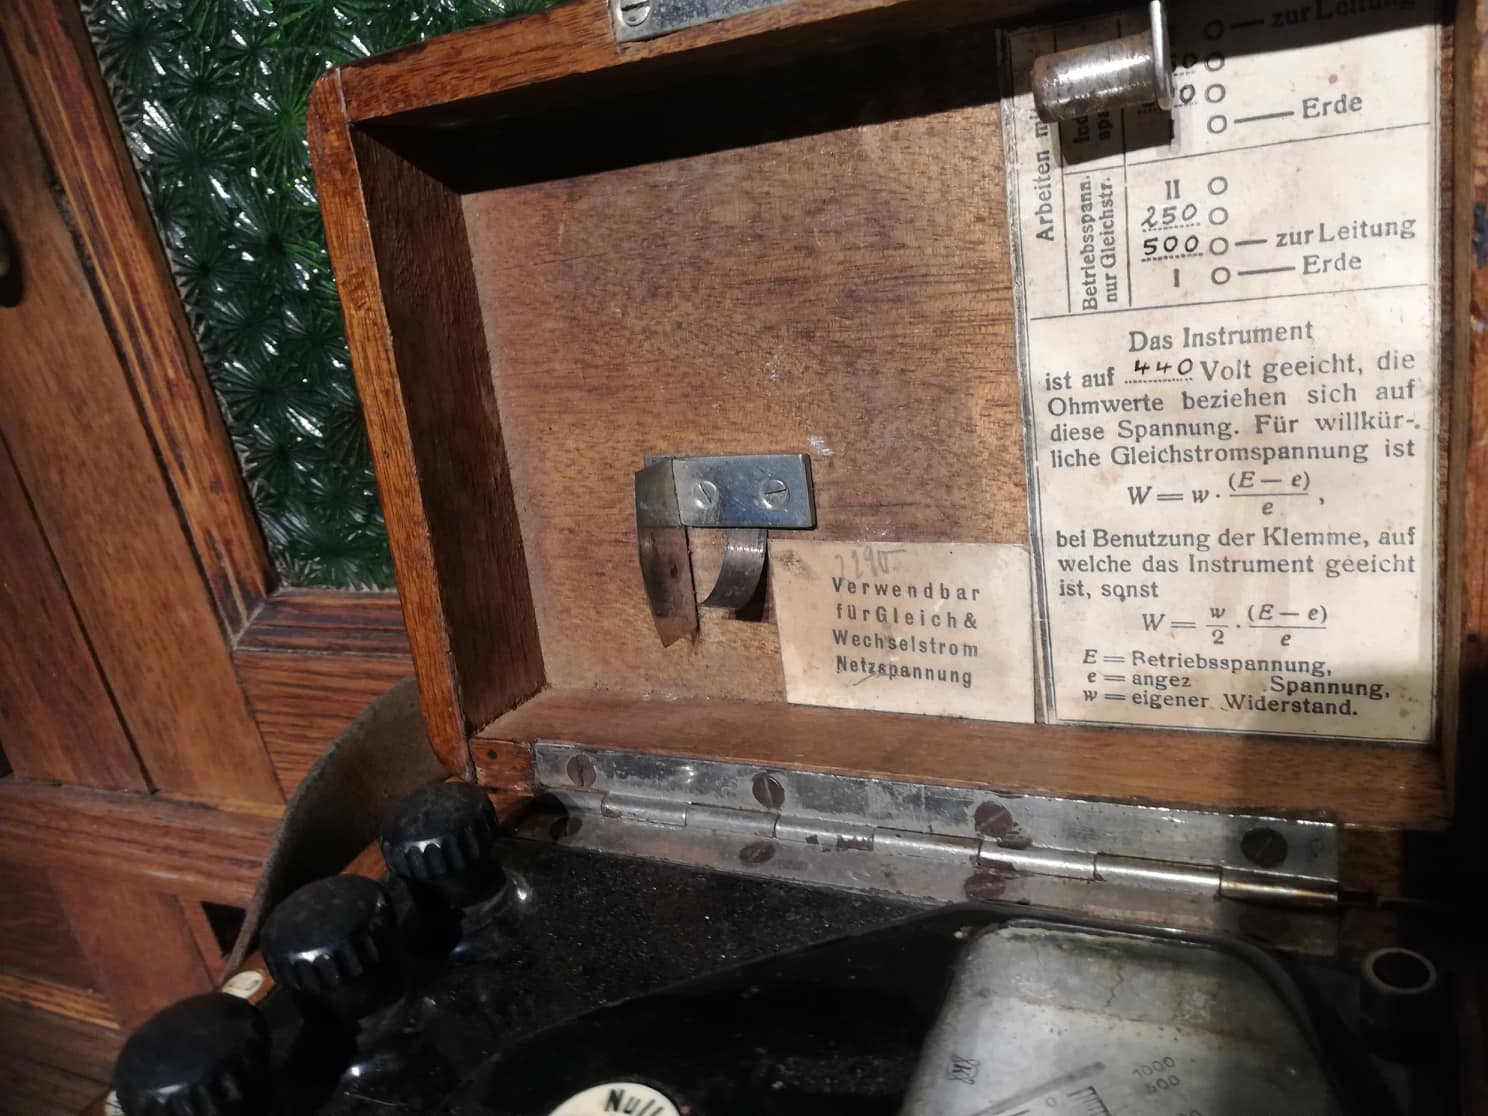 zur Leitung
Erde
Arbeiten
Betriebsspann.
nur Gleichstr.
II
250
500 zur Leitung
I Erde
Das Instrument
ist auf 440 Volt geeicht, die
Ohmwerte beziehen sich auf
diese Spannung. Für willkür-
liche Gleichstromspannung ist
W = w · (E — e) / e ,
bei Benutzung der Klemme, auf
welche das Instrument geeicht
ist, sonst
W = w / 2 · (E — e) / e
E = Betriebsspannung,
e = angez Spannung,
w = eigener Widerstand.
Verwendbar
für Gleich &
Wechselstrom
Netzspannung
Null
1000
500
0